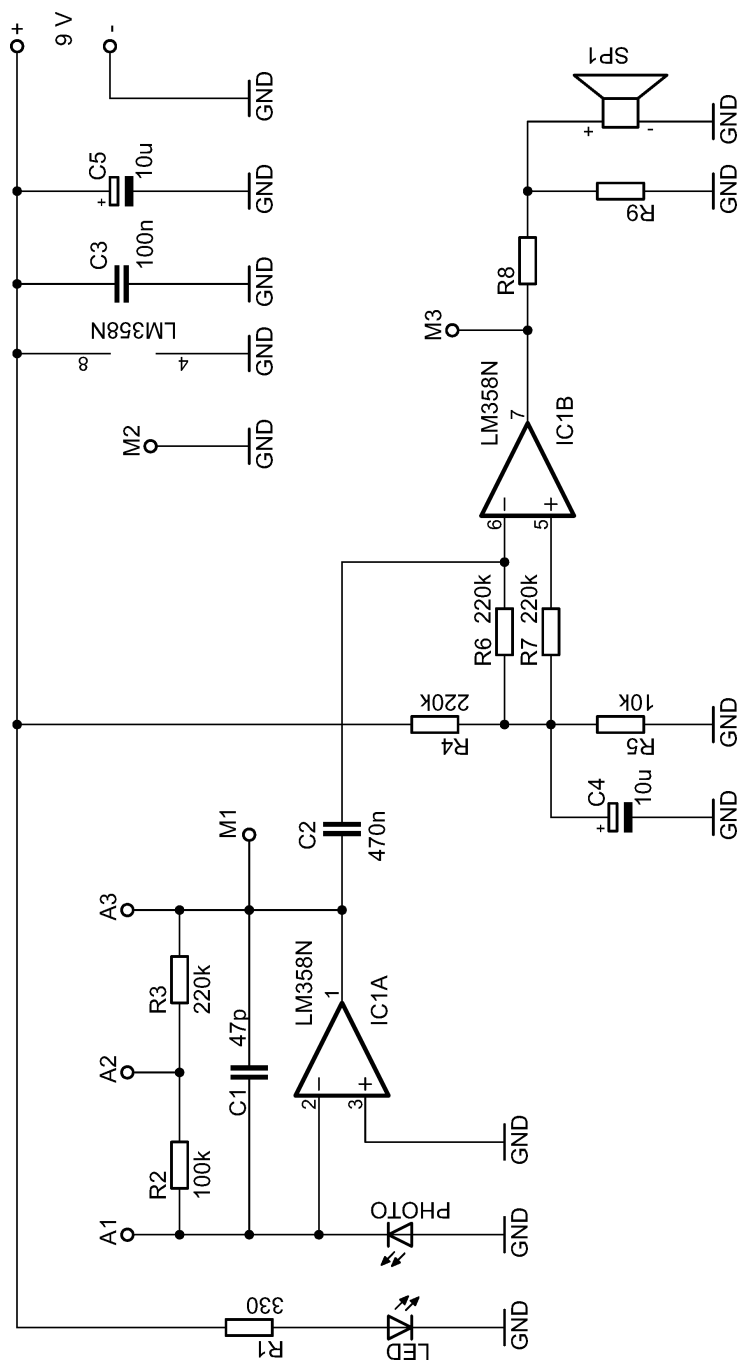 +
9 V
-
GND
C5
+
10u
GND
C3
100n
GND
LM358N
8
4
GND
M2
GND
SP1
+
-
GND
R9
GND
R8
M3
LM358N
7
IC1B
6
5
-
+
R6
220k
R7
220k
R4
220k
R5
10k
GND
C4
+
10u
GND
C2
470n
M1
A3
R3
220k
A2
R2
100k
A1
C1
47p
LM358N
1
IC1A
2
3
-
+
GND
PHOTO
GND
R1
330
LED
GND